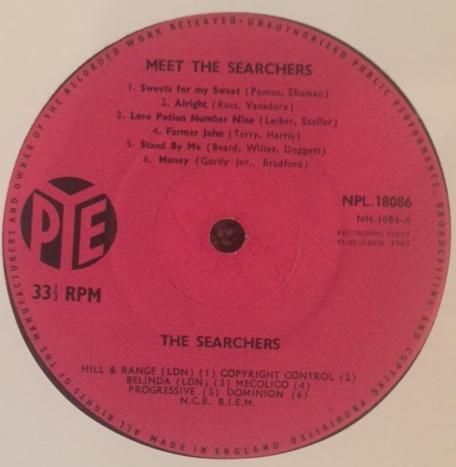 THE MANUFACTURERS AND OWNER OF THE RECORDED WORK RESERVED · UNAUTHORIZED PUBLIC PERFORMANCE · BROADCASTING AND COPYING PROHIBITED
MADE IN ENGLAND · ALL RIGHTS OF
MEET THE SEARCHERS
1. Sweets for my Sweet (Pomus, Shuman)
2. Alright (Ross, Vanadore)
3. Love Potion Number Nine (Leiber, Stoller)
4. Farmer John (Terry, Harris)
5. Stand By Me (Beard, Willet, Doggers)
6. Money (Gordy Jnr., Bradford)
PYE
33⅓ RPM
NPL.18086
NN.1086-A
RECORDING FIRST
PUBLISHED 1963
THE SEARCHERS
HILL & RANGE (LDN) (1) COPYRIGHT CONTROL (2)
BELINDA (LDN) (3) MECOLICO (4)
PROGRESSIVE (5) DOMINION (6)
N.C.B. B.I.E.M.